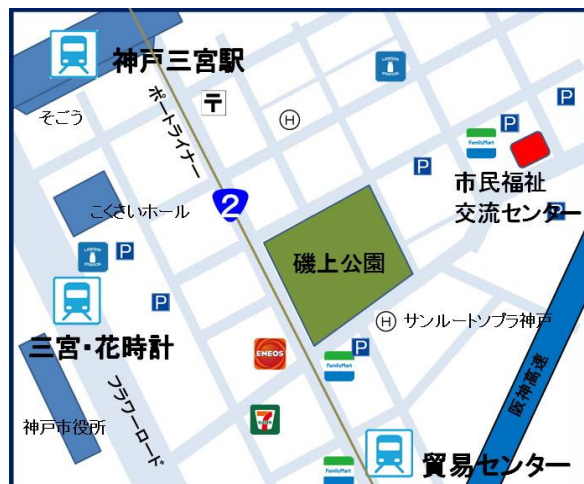 神戸三宮駅
そごう
〒
ポートライナー
H
LAWSON
STATION
P
FamilyMart
P
P
P
市民福祉
交流センター
P
こくさいホール
2
磯上公園
LAWSON
STATION
P
P
三宮・花時計
H サンルートソプラ神戸
ENEOS
FamilyMart
P
阪神高速
フラワーロード
神戸市役所
7
FamilyMart
貿易センター